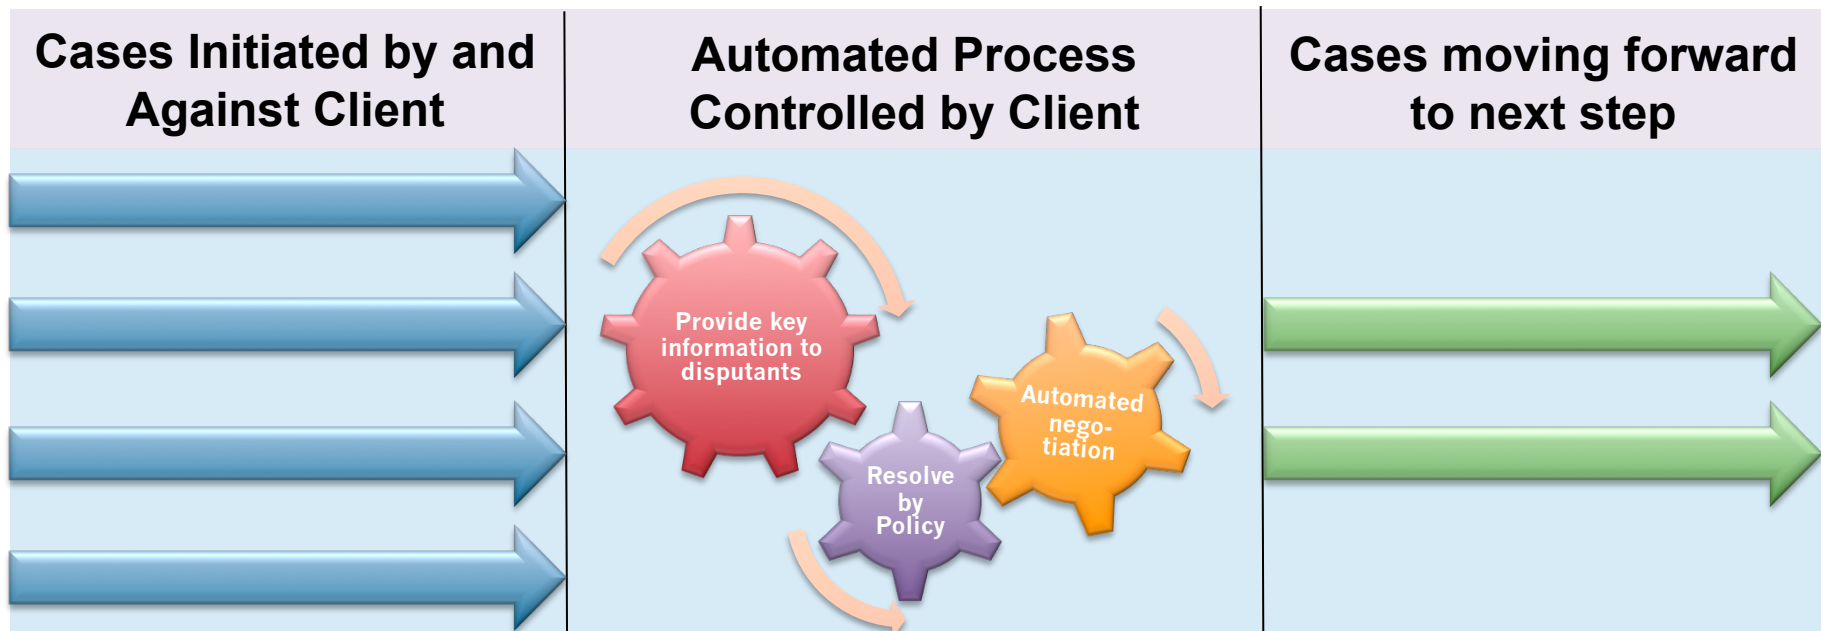 Cases Initiated by and
Against Client
Automated Process
Controlled by Client
Cases moving forward
to next step
Provide key
information to
disputants
Resolve
by
Policy
Automated
nego-
tiation